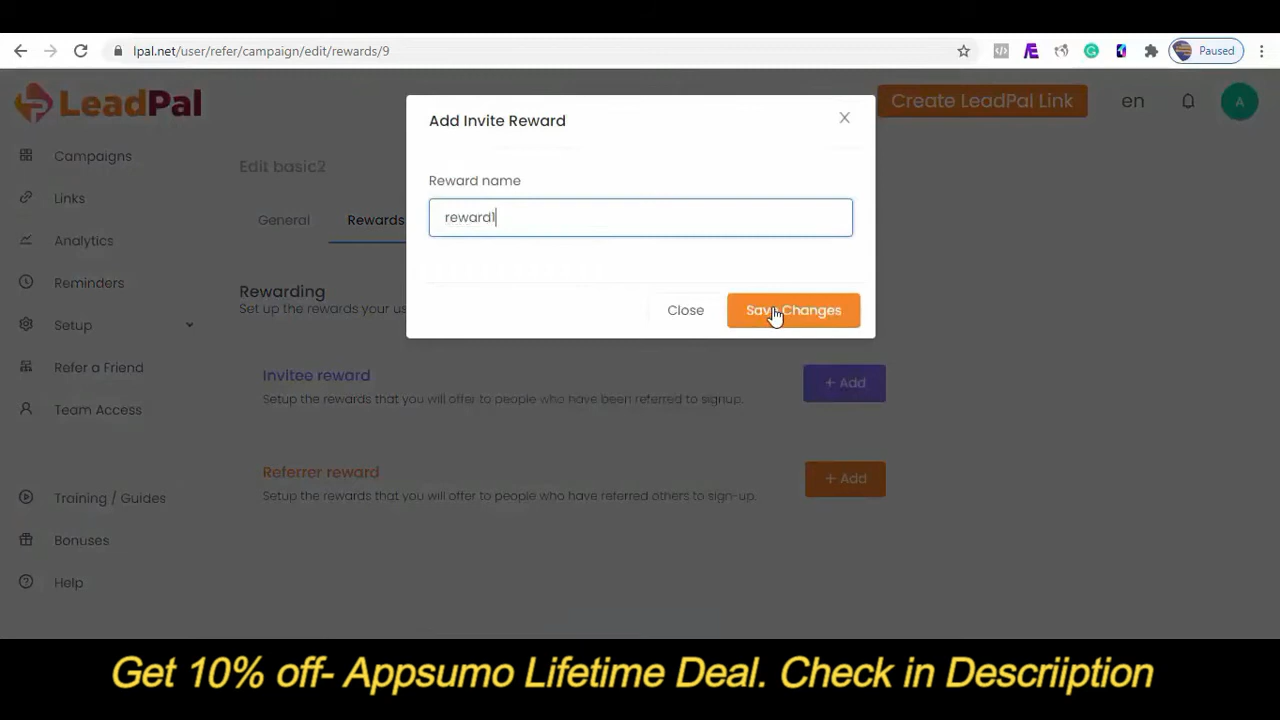 lpal.net/user/refer/campaign/edit/rewards/9
Paused
LeadPal
Create LeadPal Link
en
A
Add Invite Reward
Reward name
reward1
Close
Save Changes
Campaigns
Links
Analytics
Reminders
Setup
Refer a Friend
Team Access
Training / Guides
Bonuses
Help
Edit basic2
General
Rewards
Rewarding
Set up the rewards your us
Invitee reward
Setup the rewards that you will offer to people who have been referred to signup.
+ Add
Referrer reward
Setup the rewards that you will offer to people who have referred others to sign-up.
+ Add
Get 10% off- Appsumo Lifetime Deal. Check in Descriiption